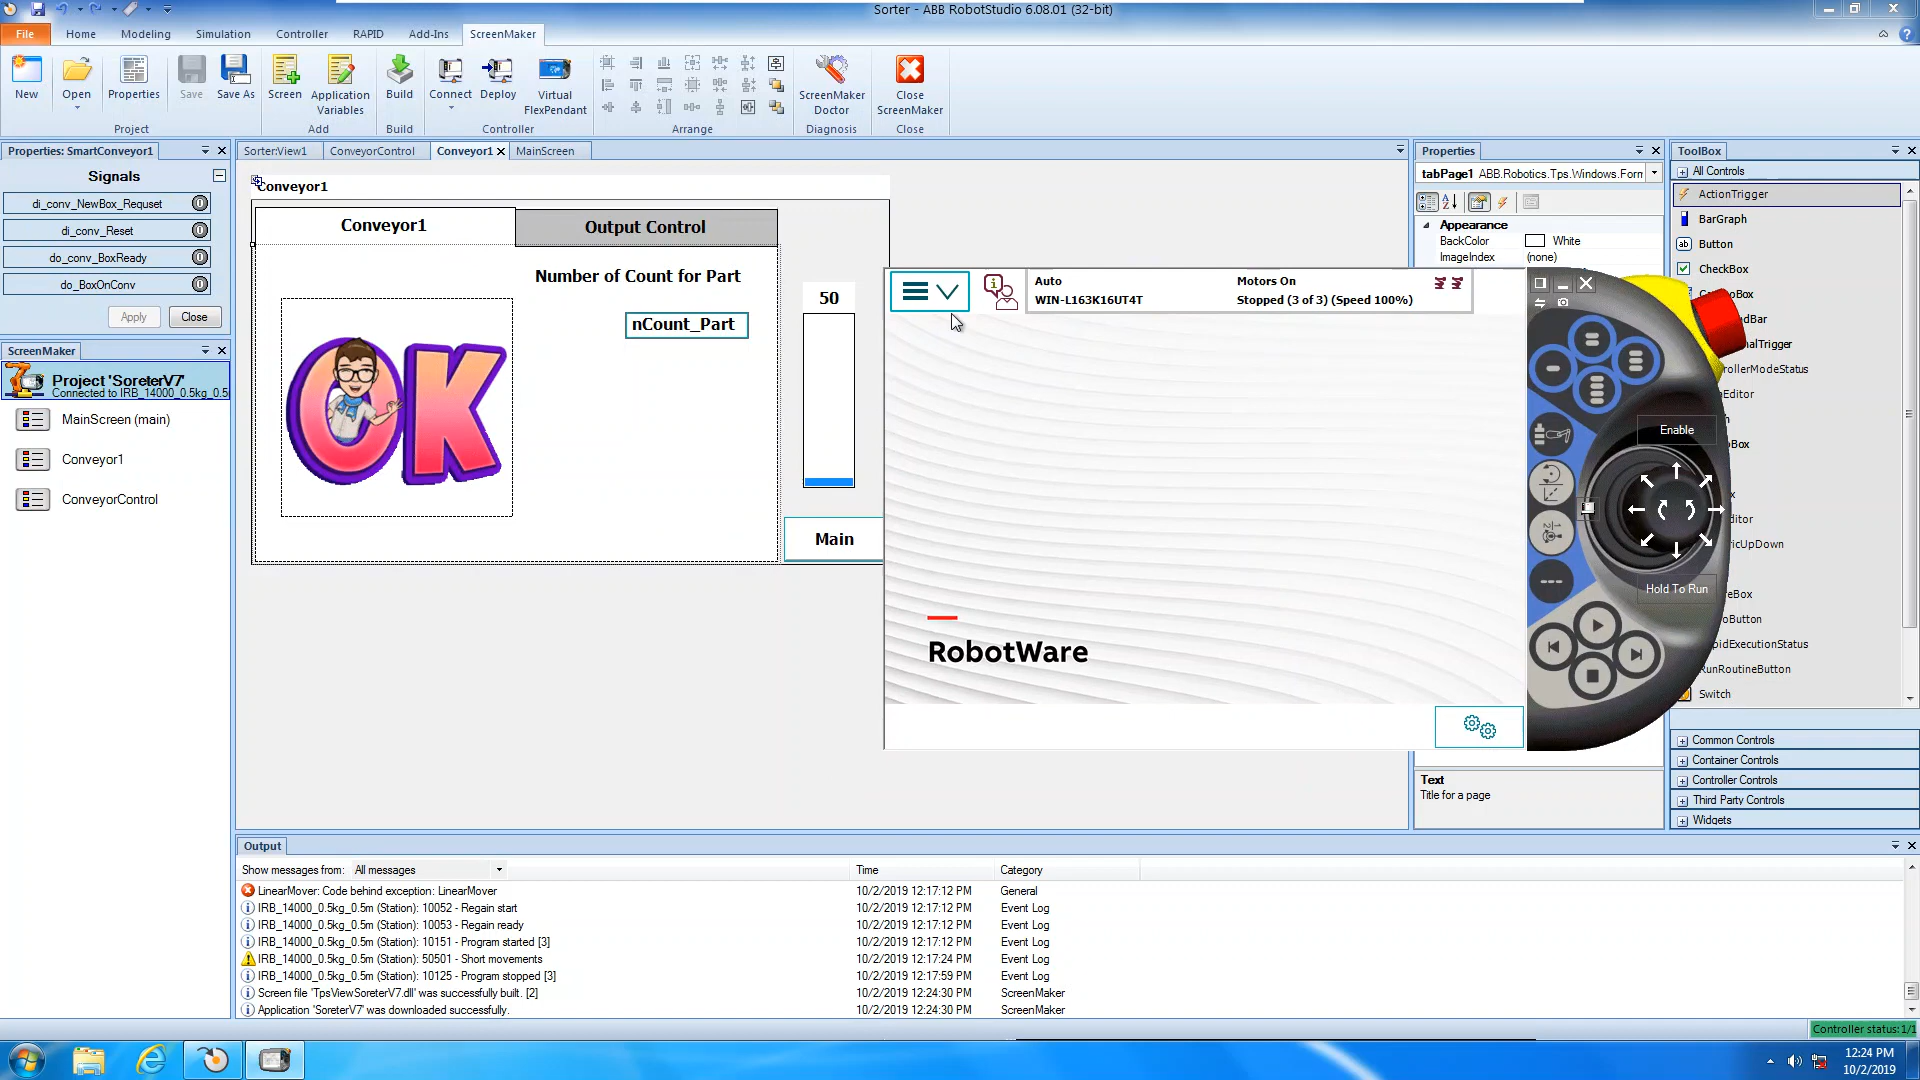 Sorter - ABB RobotStudio 6.08.01 (32-bit)
File Home Modeling Simulation Controller RAPID Add-Ins ScreenMaker
New Open Properties Save Save As Screen Application Variables Build Connect Deploy Virtual FlexPendant ScreenMaker Doctor Close ScreenMaker
Project Add Build Controller Arrange Diagnosis Close
Properties: SmartConveyor1
Signals
di_conv_NewBox_Requset
di_conv_Reset
do_conv_BoxReady
do_BoxOnConv
Apply Close
ScreenMaker
Project 'SoreterV7'
Connected to IRB_14000_0.5kg_0.5
MainScreen (main)
Conveyor1
ConveyorControl
Sorter:View1 ConveyorControl Conveyor1 MainScreen
Conveyor1
Conveyor1 Output Control
Number of Count for Part
nCount_Part
OK
50
Main
Auto
WIN-L163K16UT4T
Motors On
Stopped (3 of 3) (Speed 100%)
RobotWare
Enable
Hold To Run
Properties
tabPage1 ABB.Robotics.Tps.Windows.Form
Appearance
BackColor White
ImageIndex (none)
Text
Title for a page
ToolBox
All Controls
ActionTrigger
BarGraph
ab Button
CheckBox
Switch
ollerModeStatus
RunRoutineButton
Common Controls
Container Controls
Controller Controls
Third Party Controls
Widgets
Output
Show messages from: All messages Time Category
LinearMover: Code behind exception: LinearMover 10/2/2019 12:17:12 PM General
IRB_14000_0.5kg_0.5m (Station): 10052 - Regain start 10/2/2019 12:17:12 PM Event Log
IRB_14000_0.5kg_0.5m (Station): 10053 - Regain ready 10/2/2019 12:17:12 PM Event Log
IRB_14000_0.5kg_0.5m (Station): 10151 - Program started [3] 10/2/2019 12:17:12 PM Event Log
IRB_14000_0.5kg_0.5m (Station): 50501 - Short movements 10/2/2019 12:17:24 PM Event Log
IRB_14000_0.5kg_0.5m (Station): 10125 - Program stopped [3] 10/2/2019 12:17:59 PM Event Log
Screen file 'TpsViewSoreterV7.dll' was successfully built. [2] 10/2/2019 12:24:30 PM ScreenMaker
Application 'SoreterV7' was downloaded successfully. 10/2/2019 12:24:30 PM ScreenMaker
Controller status: 1/1
12:24 PM
10/2/2019